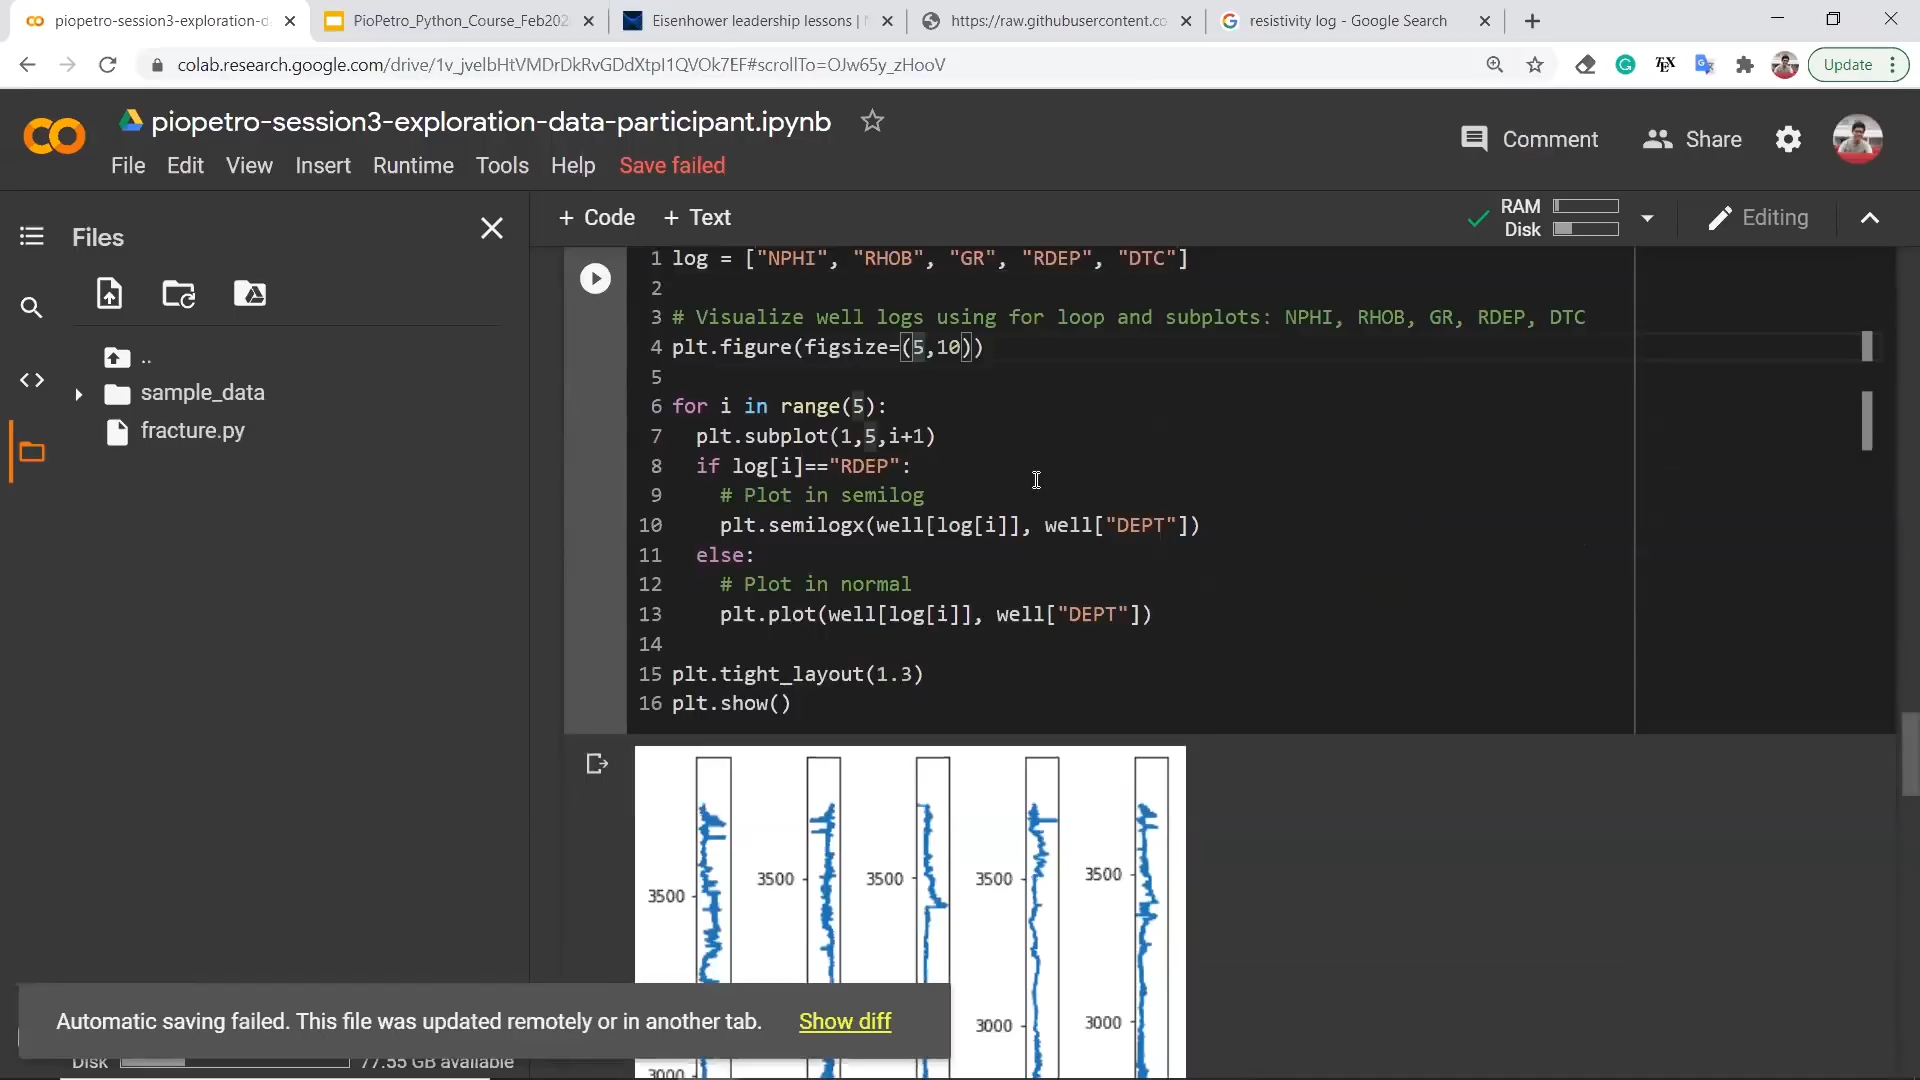 piopetro-session3-exploration-d
PioPetro_Python_Course_Feb202
Eisenhower leadership lessons |
https://raw.githubusercontent.co
resistivity log - Google Search
colab.research.google.com/drive/1v_jvelbHtVMDrDkRvGDdXtpI1QVOk7EF#scrollTo=OJw65y_zHooV
Update
piopetro-session3-exploration-data-participant.ipynb
Comment
Share
File Edit View Insert Runtime Tools Help Save failed
Files
+ Code + Text
RAM
Disk
Editing
..
sample_data
fracture.py
1 log = ["NPHI", "RHOB", "GR", "RDEP", "DTC"]
2
3 # Visualize well logs using for loop and subplots: NPHI, RHOB, GR, RDEP, DTC
4 plt.figure(figsize=(5,10))
5
6 for i in range(5):
7 plt.subplot(1,5,i+1)
8 if log[i]=="RDEP":
9 # Plot in semilog
10 plt.semilogx(well[log[i]], well["DEPT"])
11 else:
12 # Plot in normal
13 plt.plot(well[log[i]], well["DEPT"])
14
15 plt.tight_layout(1.3)
16 plt.show()
3500 3500 3500 3500 3500
3000 3000
3000
Automatic saving failed. This file was updated remotely or in another tab. Show diff
Disk 77.55 GB available